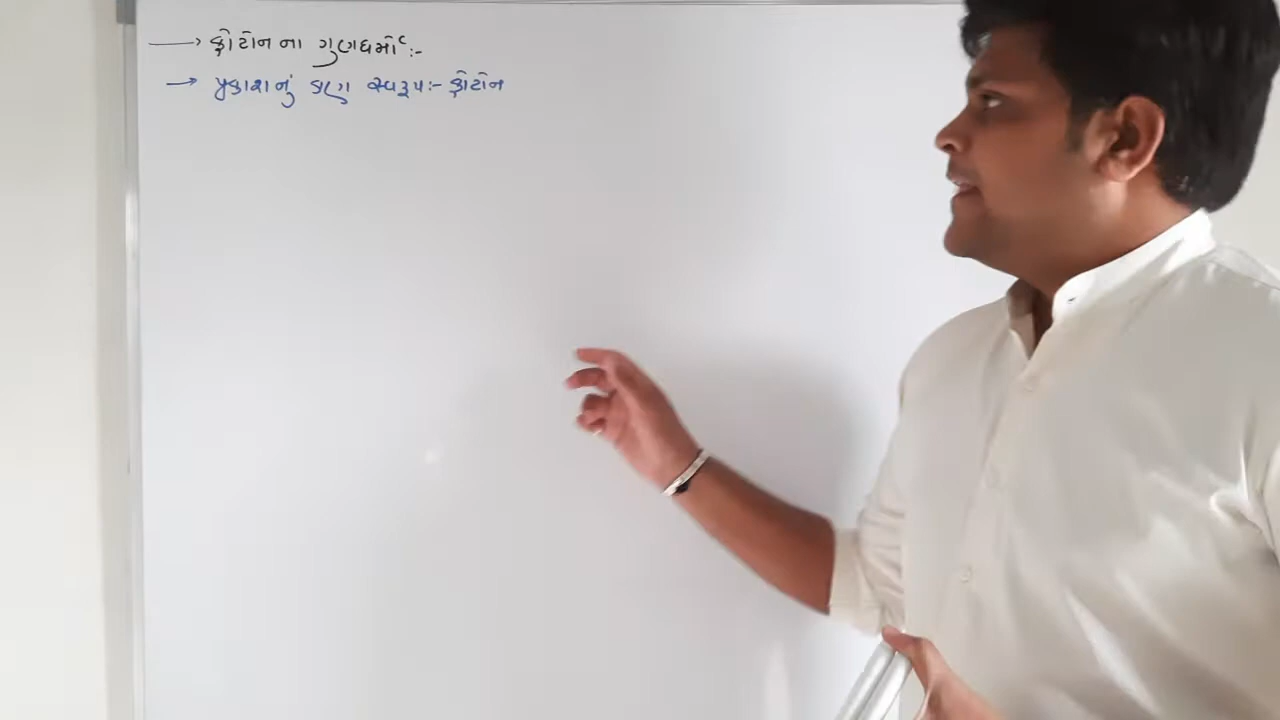 → ફોટોન ના ગુણધર્મો :-
→ પ્રકાશનું કણ સ્વરૂપ :- ફોટોન